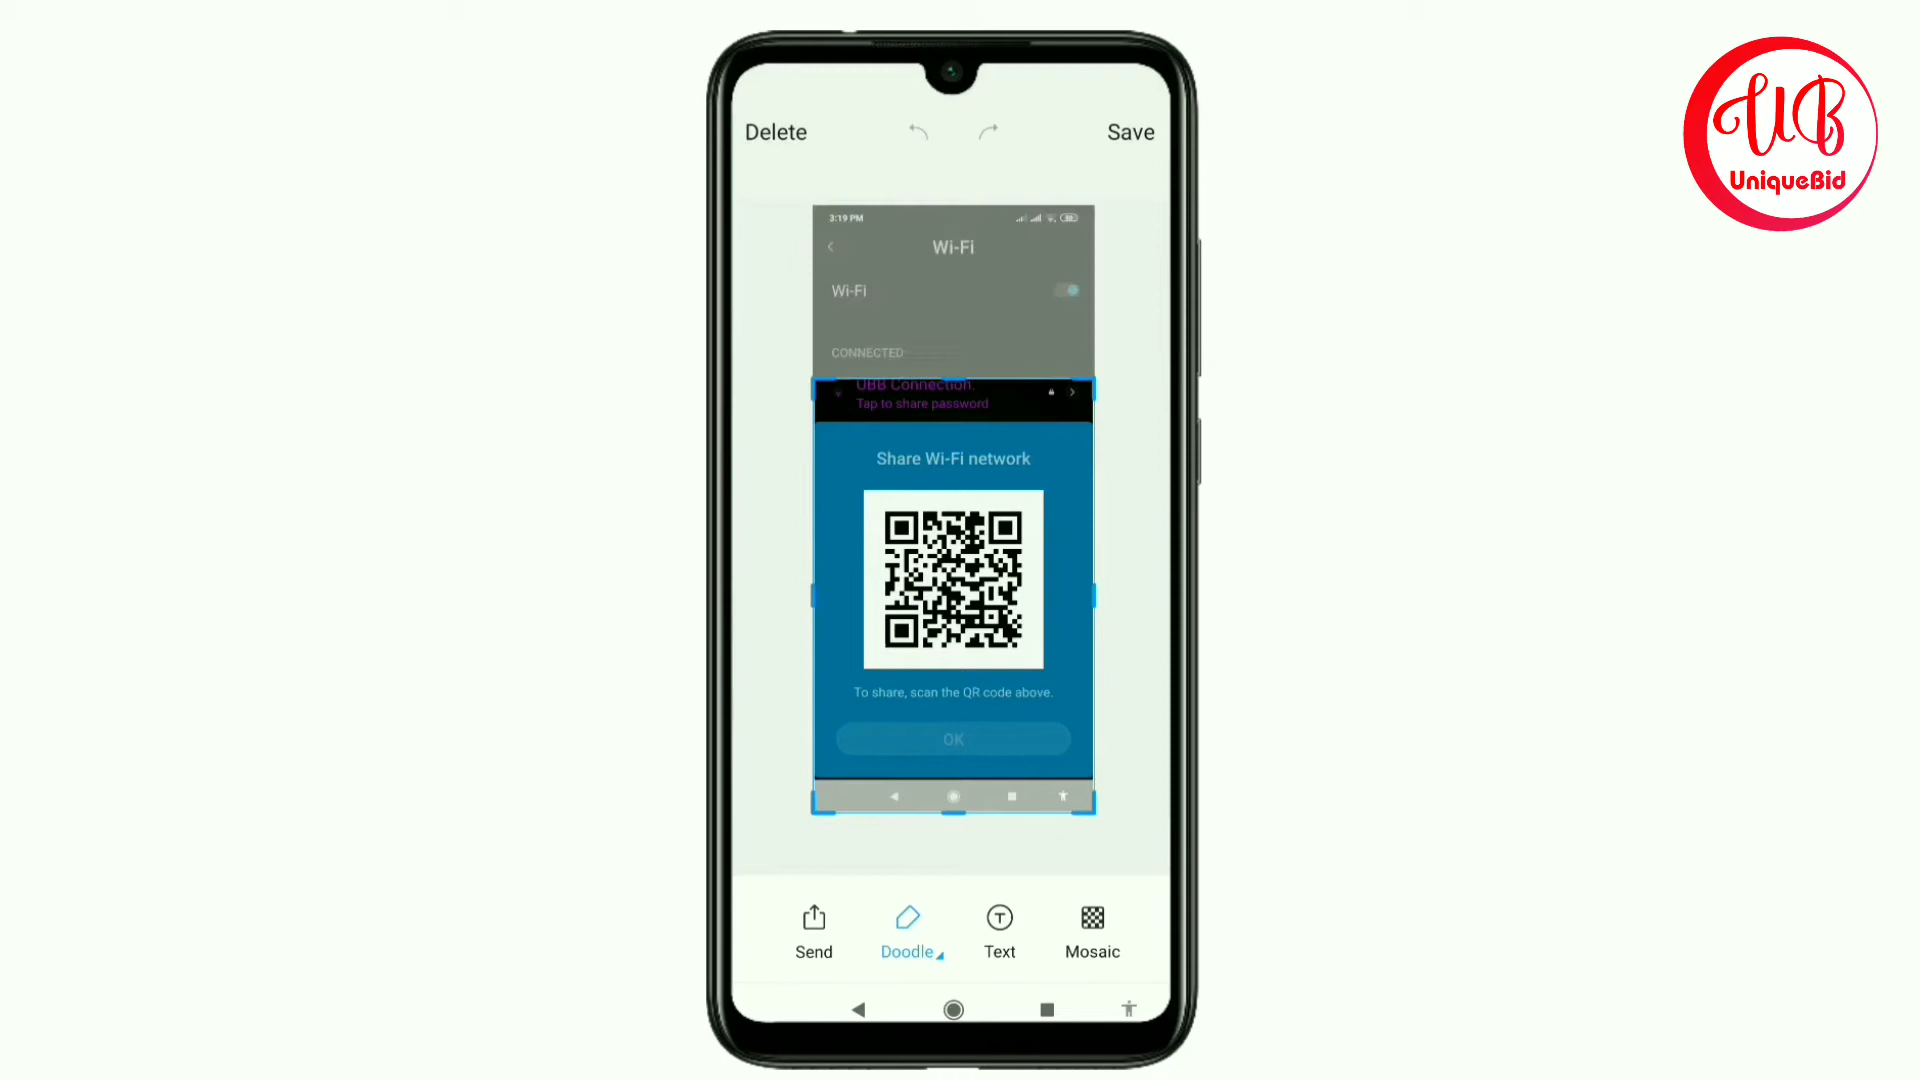 Delete
Save
UB
UniqueBid
3:19 PM
Wi-Fi
Wi-Fi
CONNECTED
UBB Connection.
Tap to share password
Share Wi-Fi network
To share, scan the QR code above.
OK
Send
Doodle
Text
Mosaic